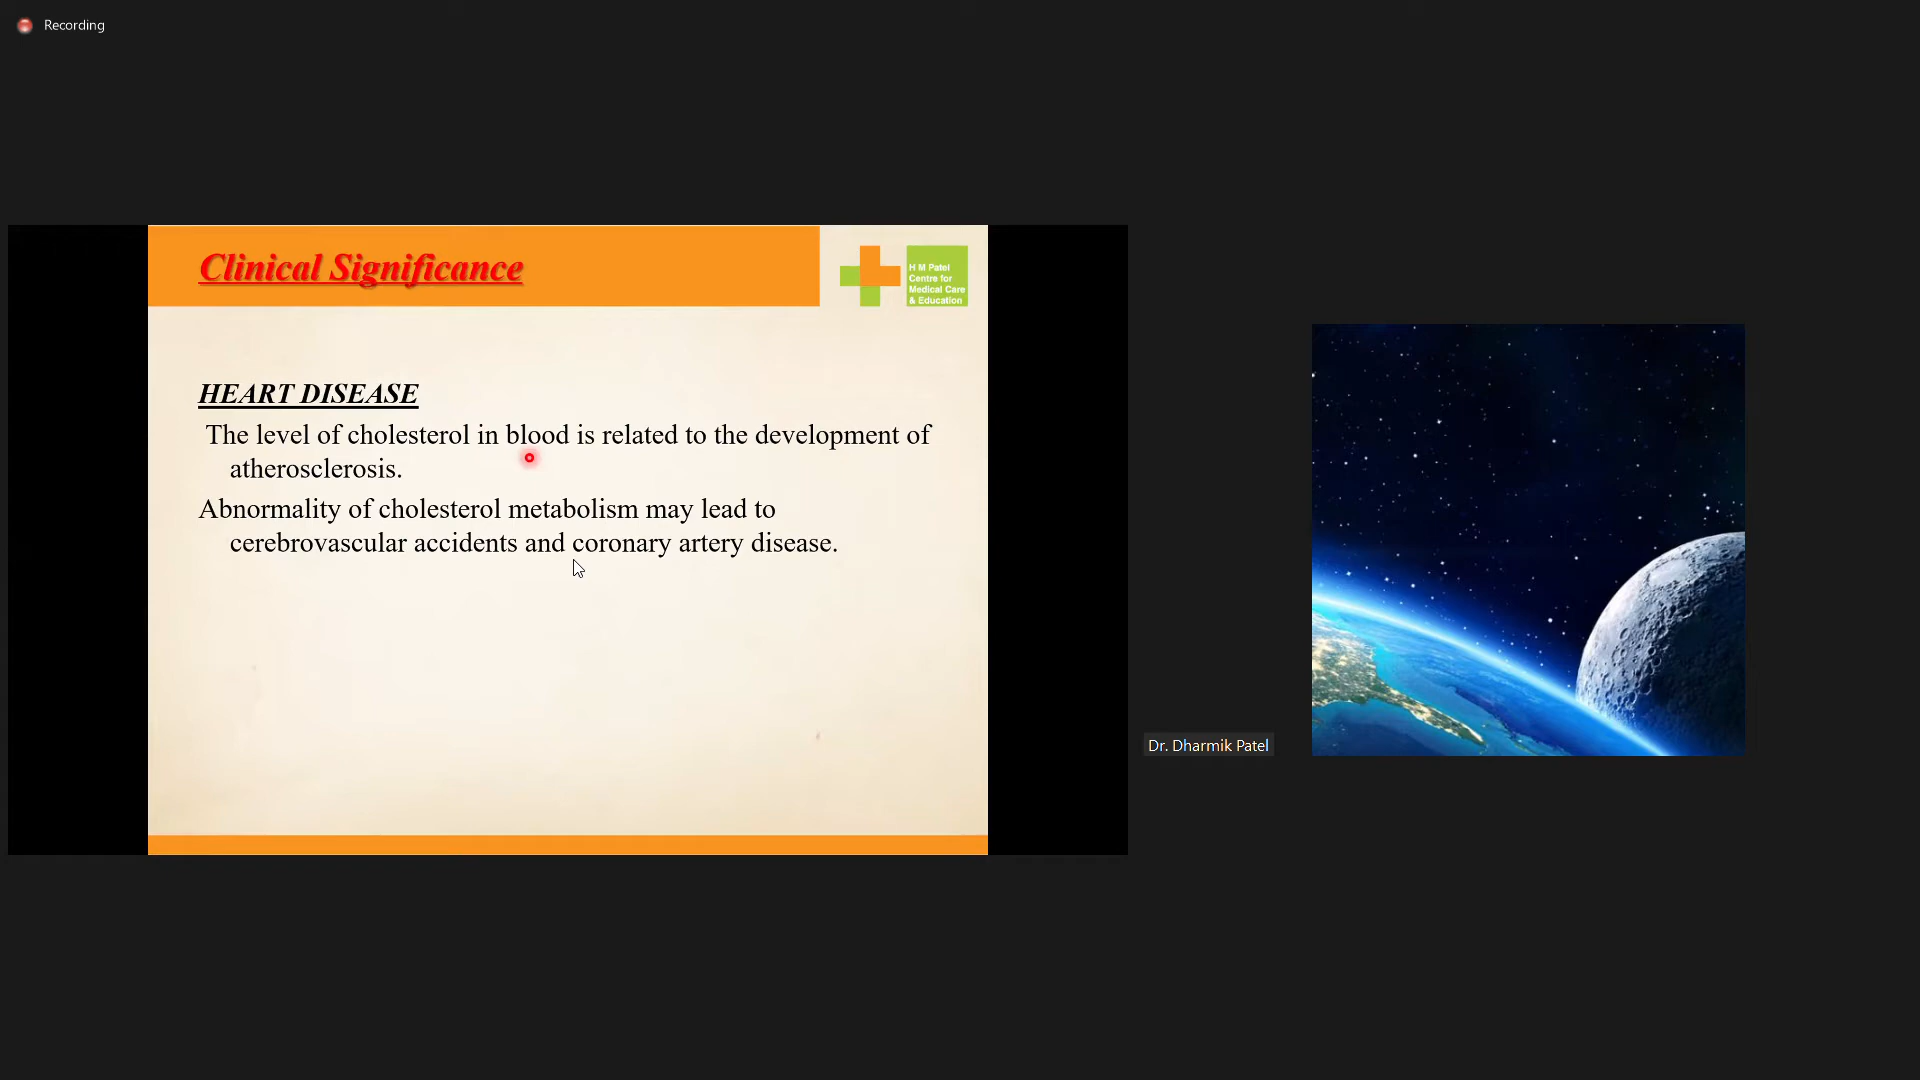 Recording
Clinical Significance
H M Patel
Centre for
Medical Care
& Education
HEART DISEASE
The level of cholesterol in blood is related to the development of
atherosclerosis.
Abnormality of cholesterol metabolism may lead to
cerebrovascular accidents and coronary artery disease.
Dr. Dharmik Patel